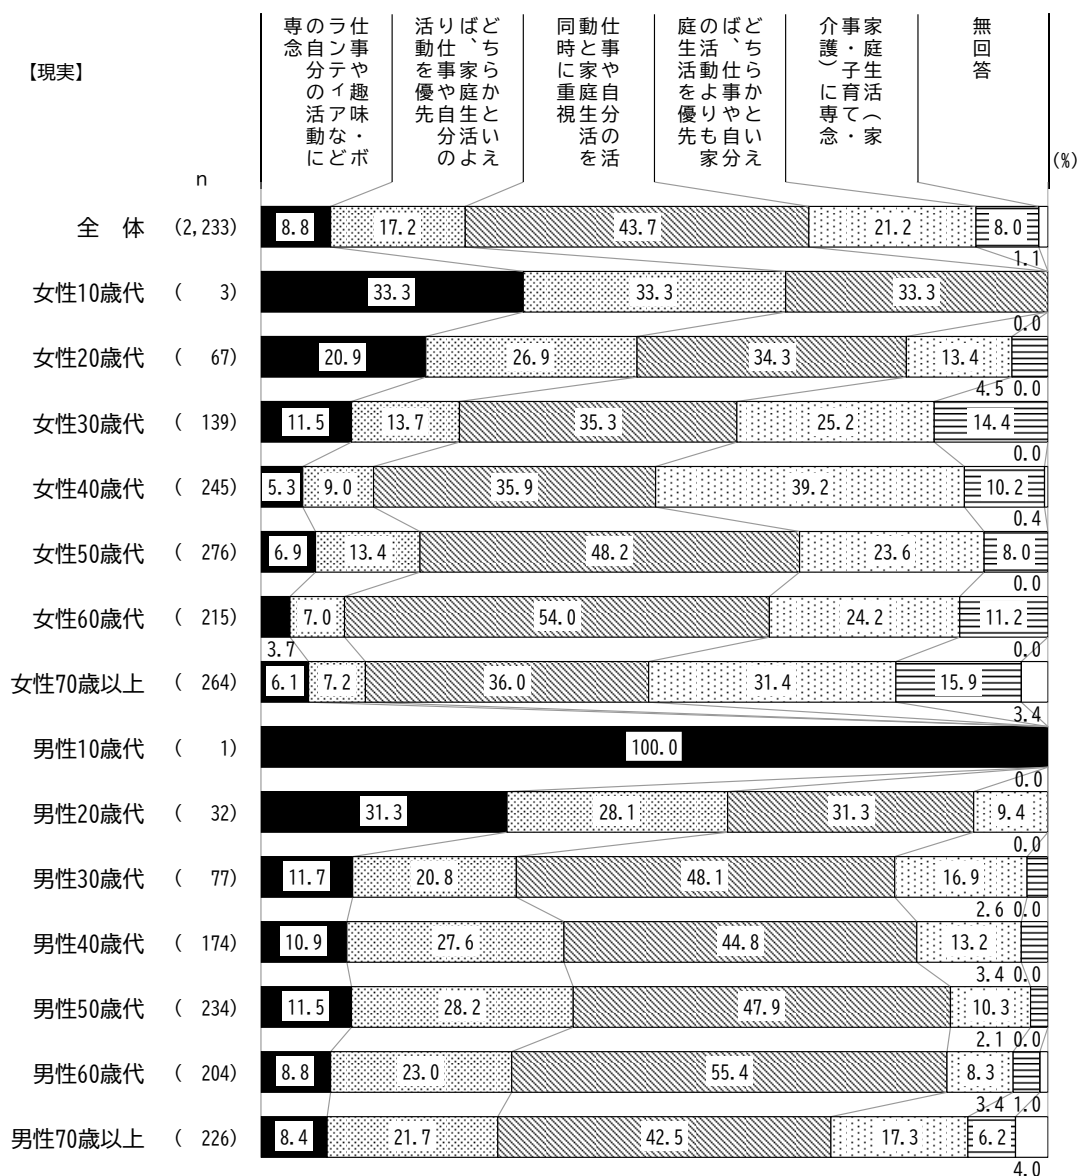 【現実】
仕事や趣味・ボ
ランティアなど
の自分の活動に
専念
どちらかといえ
ば、家庭生活よ
り仕事や自分の
活動を優先
仕事や自分の活
動と家庭生活を
同時に重視
どちらかといえ
ば、仕事や自分
の活動よりも家
庭生活を優先
家庭生活（家
事・子育て・
介護）に専念
無回答
n
(%)
全 体 (2,233) 8.8 17.2 43.7 21.2 8.0
1.1
女性10歳代 ( 3) 33.3 33.3 33.3
0.0
女性20歳代 ( 67) 20.9 26.9 34.3 13.4
4.5 0.0
女性30歳代 ( 139) 11.5 13.7 35.3 25.2 14.4
0.0
女性40歳代 ( 245) 5.3 9.0 35.9 39.2 10.2
0.4
女性50歳代 ( 276) 6.9 13.4 48.2 23.6 8.0
0.0
女性60歳代 ( 215) 7.0 54.0 24.2 11.2
3.7 0.0
女性70歳以上 ( 264) 6.1 7.2 36.0 31.4 15.9
3.4
男性10歳代 ( 1) 100.0
0.0
男性20歳代 ( 32) 31.3 28.1 31.3 9.4
0.0
男性30歳代 ( 77) 11.7 20.8 48.1 16.9
2.6 0.0
男性40歳代 ( 174) 10.9 27.6 44.8 13.2
3.4 0.0
男性50歳代 ( 234) 11.5 28.2 47.9 10.3
2.1 0.0
男性60歳代 ( 204) 8.8 23.0 55.4 8.3
3.4 1.0
男性70歳以上 ( 226) 8.4 21.7 42.5 17.3 6.2
4.0